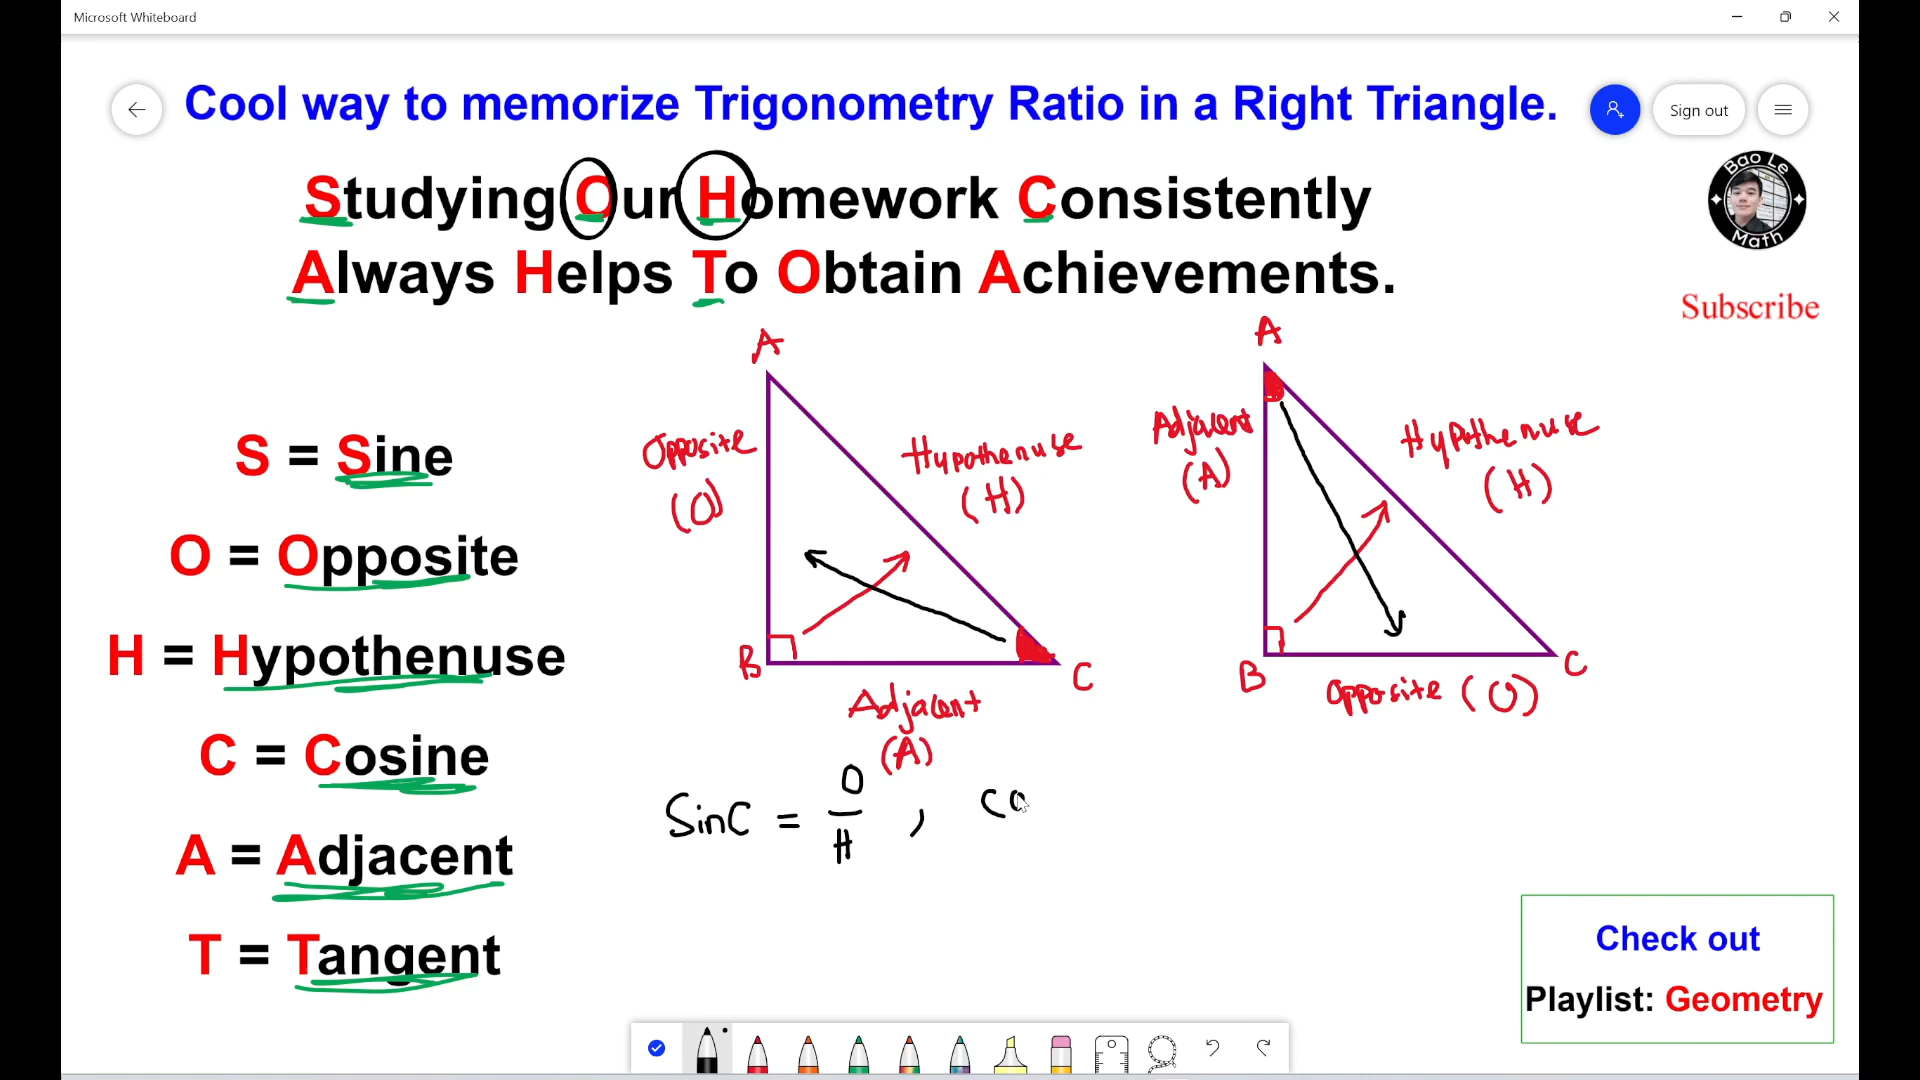 Microsoft Whiteboard
Cool way to memorize Trigonometry Ratio in a Right Triangle.
Sign out
Studying Our Homework Consistently
Always Helps To Obtain Achievements.
Bao Le
Math
Subscribe
S = Sine
O = Opposite
H = Hypothenuse
C = Cosine
A = Adjacent
T = Tangent
A
Opposite
(O)
Hypothenuse
(H)
B
C
Adjacent
(A)
A
Adjacent
(A)
Hypothenuse
(H)
B
C
Opposite (O)
SinC = O/H , co
Check out
Playlist: Geometry